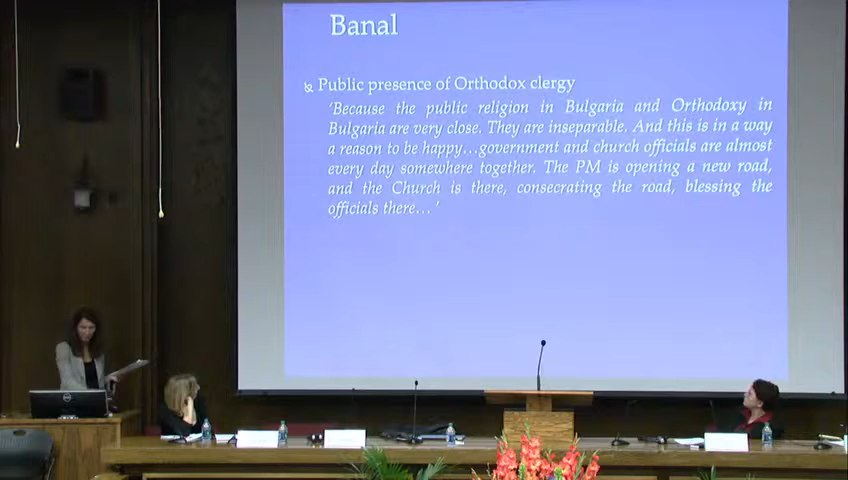 Banal
Public presence of Orthodox clergy
‘Because the public religion in Bulgaria and Orthodoxy in
Bulgaria are very close. They are inseparable. And this is in a way
a reason to be happy…government and church officials are almost
every day somewhere together. The PM is opening a new road,
and the Church is there, consecrating the road, blessing the
officials there… ’